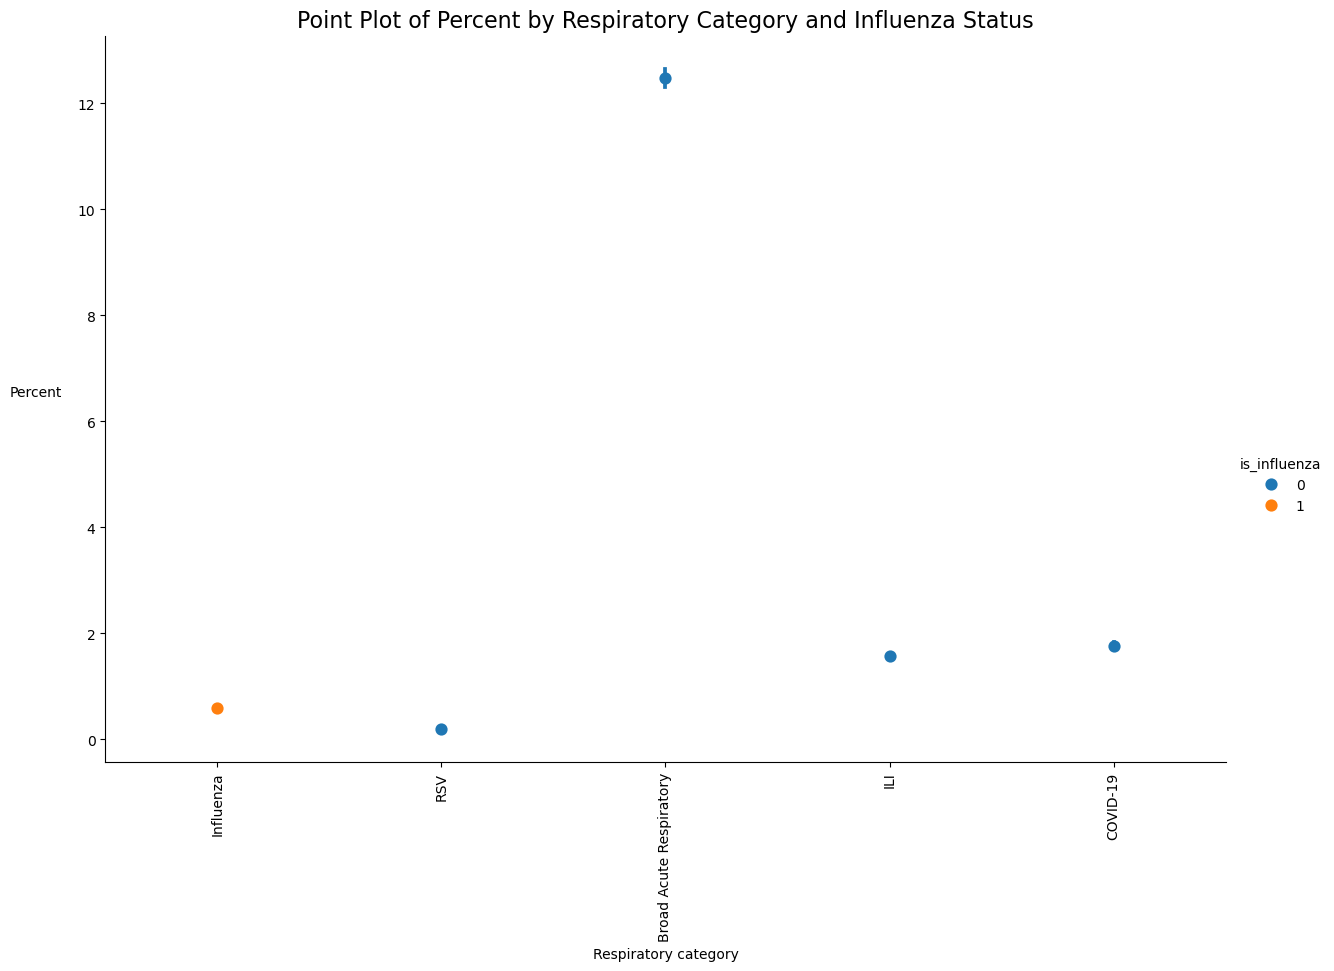 Point Plot of Percent by Respiratory Category and Influenza Status
12
10
8
6
4
2
0
Percent
Influenza
RSV
Broad Acute Respiratory
ILI
COVID-19
Respiratory category
is_influenza
0
1